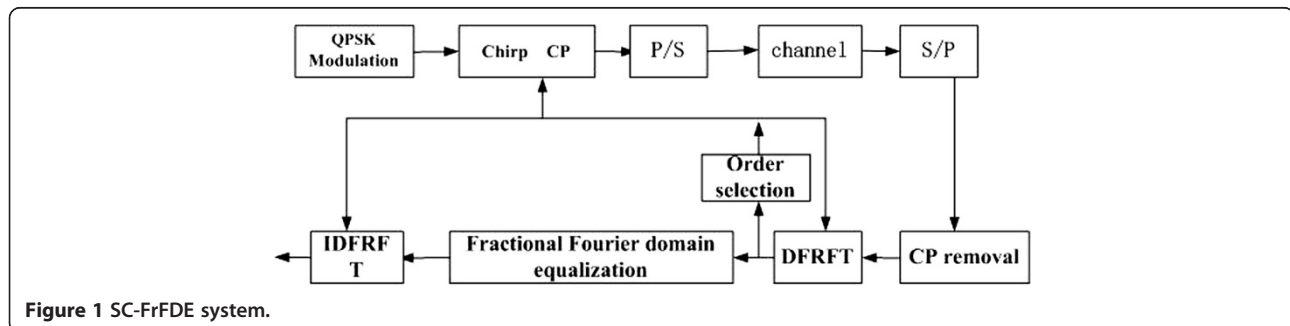 QPSK
Modulation
Chirp CP
P/S
channel
S/P
Order
selection
IDFRF
T
Fractional Fourier domain
equalization
DFRFT
CP removal
Figure 1 SC-FrFDE system.